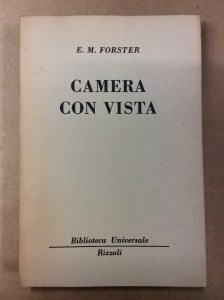 E. M. FORSTER
CAMERA
CON VISTA
Biblioteca Universale
Rizzoli